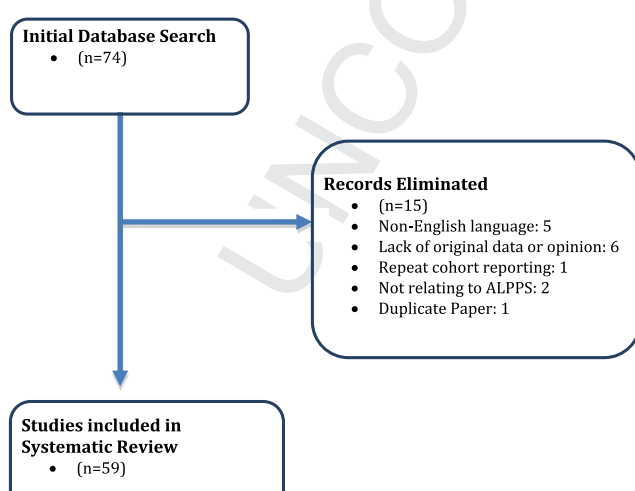 Initial Database Search
• (n=74)
UNCO
Records Eliminated
• (n=15)
• Non-English language: 5
• Lack of original data or opinion: 6
• Repeat cohort reporting: 1
• Not relating to ALPPS: 2
• Duplicate Paper: 1
Studies included in
Systematic Review
• (n=59)